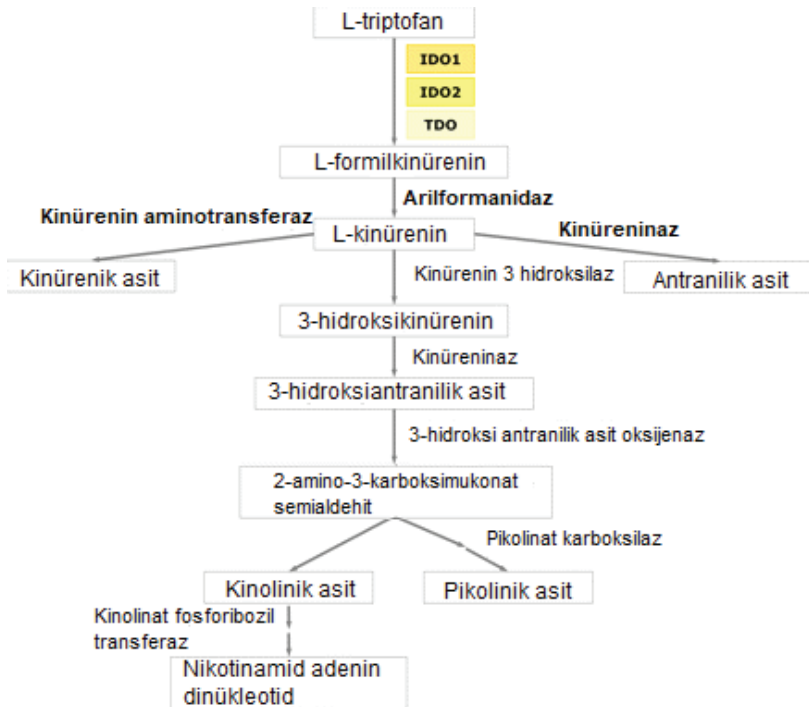 L-triptofan
IDO1
IDO2
TDO
L-formilkinürenin
Arilformanidaz
Kinürenin aminotransferaz
L-kinürenin
Kinüreninaz
Kinürenik asit
Kinürenin 3 hidroksilaz
Antranilik asit
3-hidroksikinürenin
Kinüreninaz
3-hidroksiantranilik asit
3-hidroksi antranilik asit oksijenaz
2-amino-3-karboksimukonat
semialdehit
Pikolinat karboksilaz
Kinolinik asit
Pikolinik asit
Kinolinat fosforibozil
transferaz
Nikotinamid adenin
dinükleotid